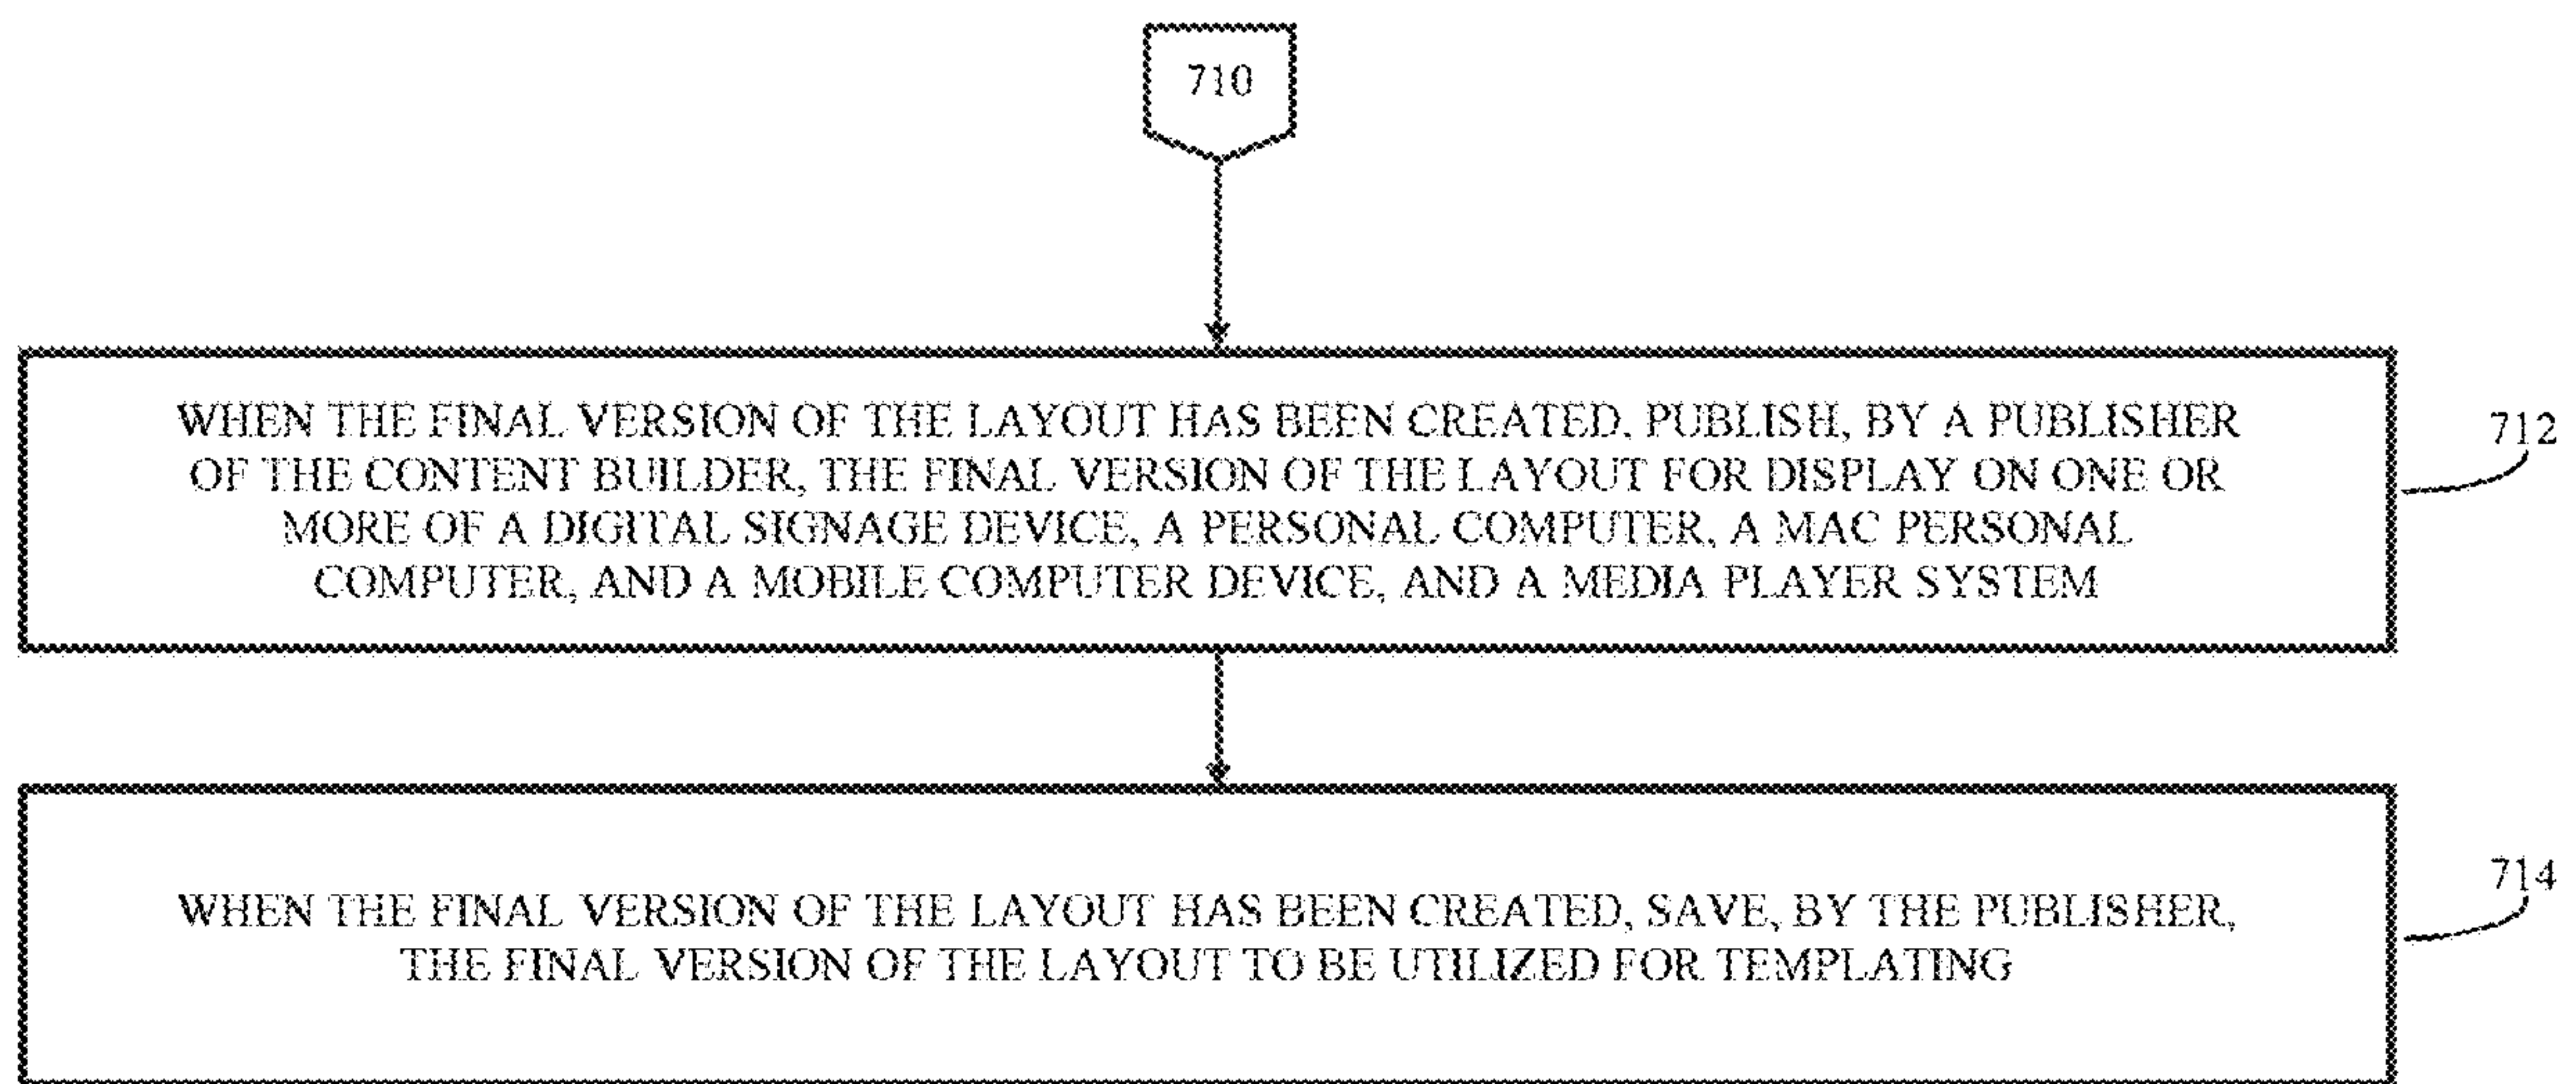 710
WHEN THE FINAL VERSION OF THE LAYOUT HAS BEEN CREATED, PUBLISH, BY A PUBLISHER
OF THE CONTENT BUILDER, THE FINAL VERSION OF THE LAYOUT FOR DISPLAY ON ONE OR
MORE OF A DIGITAL SIGNAGE DEVICE, A PERSONAL COMPUTER, A MAC PERSONAL
COMPUTER, AND A MOBILE COMPUTER DEVICE, AND A MEDIA PLAYER SYSTEM
712
WHEN THE FINAL VERSION OF THE LAYOUT HAS BEEN CREATED, SAVE, BY THE PUBLISHER,
THE FINAL VERSION OF THE LAYOUT TO BE UTILIZED FOR TEMPLATING
714